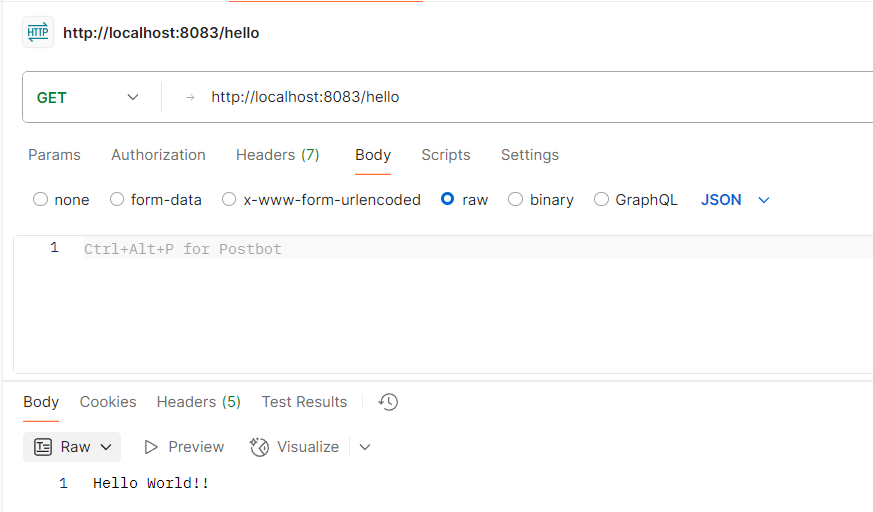 HTTP http://localhost:8083/hello
GET → http://localhost:8083/hello
Params Authorization Headers (7) Body Scripts Settings
none form-data x-www-form-urlencoded raw binary GraphQL JSON
1 Ctrl+Alt+P for Postbot
Body Cookies Headers (5) Test Results
Raw Preview Visualize
1 Hello World!!